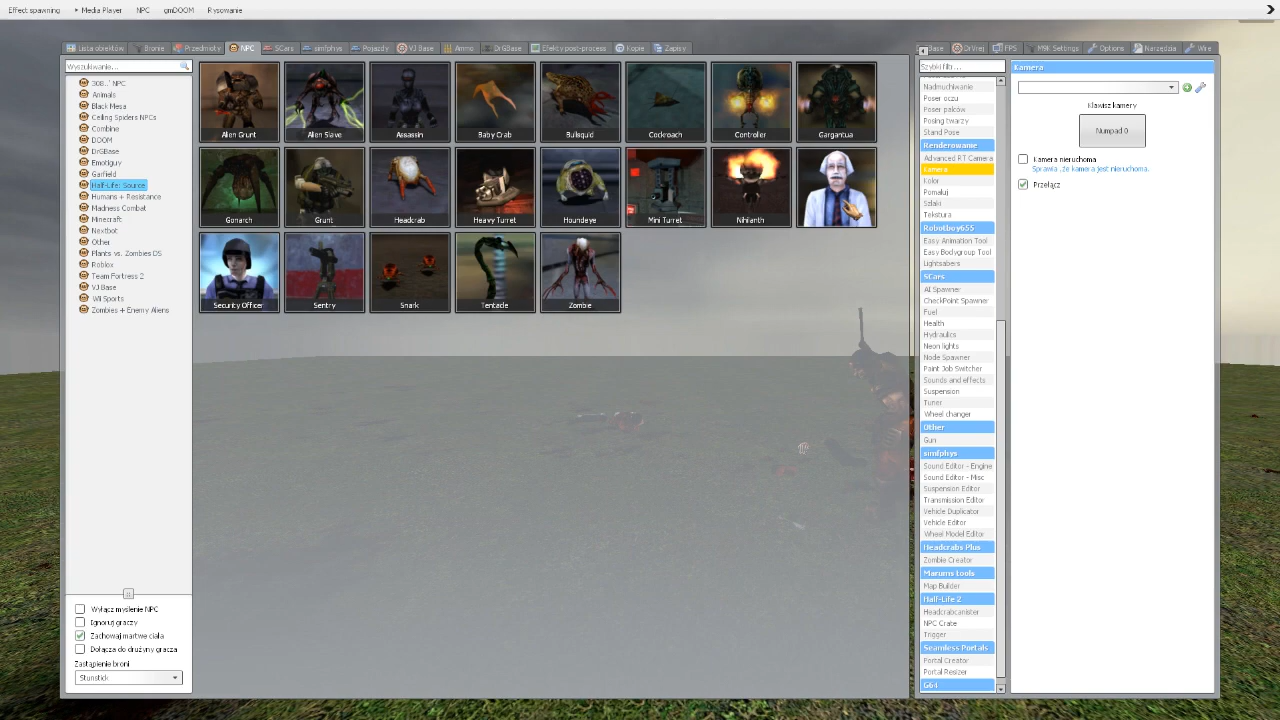 Effect spawning
Media Player
NPC
gmDOOM
Rysowanie
Lista obiektów
Bronie
Przedmioty
NPC
SCars
simfphys
Pojazdy
VJ Base
Ammo
DrGBase
Efekty post-process
Kopie
Zapisy
Base
DrVrej
FPS
M9K Settings
Options
Narzędzia
Wire
Wyszukiwanie...
Animals
Black Mesa
Ceiling Spiders NPCs
Combine
DOOM
DrGBase
Emotiguy
Garfield
Half-Life: Source
Humans + Resistance
Madness Combat
Minecraft
Nextbot
Other
Plants vs. Zombies DS
Roblox
Team Fortress 2
VJ Base
Wii Sports
Zombies + Enemy Aliens
Wyłącz myślenie NPC
Ignoruj graczy
Zachowaj martwe ciała
Dołącza do drużyny gracza
Zastąpienie broni
Stunstick
Alien Grunt
Alien Slave
Assassin
Baby Crab
Bullsquid
Cockroach
Controller
Gargantua
Gonarch
Grunt
Headcrab
Heavy Turret
Houndeye
Mini Turret
Nihilanth
Security Officer
Sentry
Snark
Tentacle
Zombie
Szybki filtr...
Nadmuchiwanie
Poser oczu
Poser palców
Posing twarzy
Stand Pose
Renderowanie
Advanced RT Camera
Kamera
Kolor
Pomaluj
Szlaki
Tekstura
Robotboy655
Easy Animation Tool
Easy Bodygroup Tool
Lightsabers
SCars
AI Spawner
CheckPoint Spawner
Fuel
Health
Hydraulics
Neon lights
Node Spawner
Paint Job Switcher
Sounds and effects
Suspension
Tuner
Wheel changer
Other
Gun
simfphys
Sound Editor - Engine
Sound Editor - Misc
Suspension Editor
Transmission Editor
Vehicle Duplicator
Vehicle Editor
Wheel Model Editor
Headcrabs Plus
Zombie Creator
Marums tools
Map Builder
Half-Life 2
Headcrabcanister
NPC Crate
Trigger
Seamless Portals
Portal Creator
Portal Resizer
G64
Kamera
Klawisz kamery
Numpad 0
Kamera nieruchoma
Sprawia ,że kamera jest nieruchoma.
Przełącz